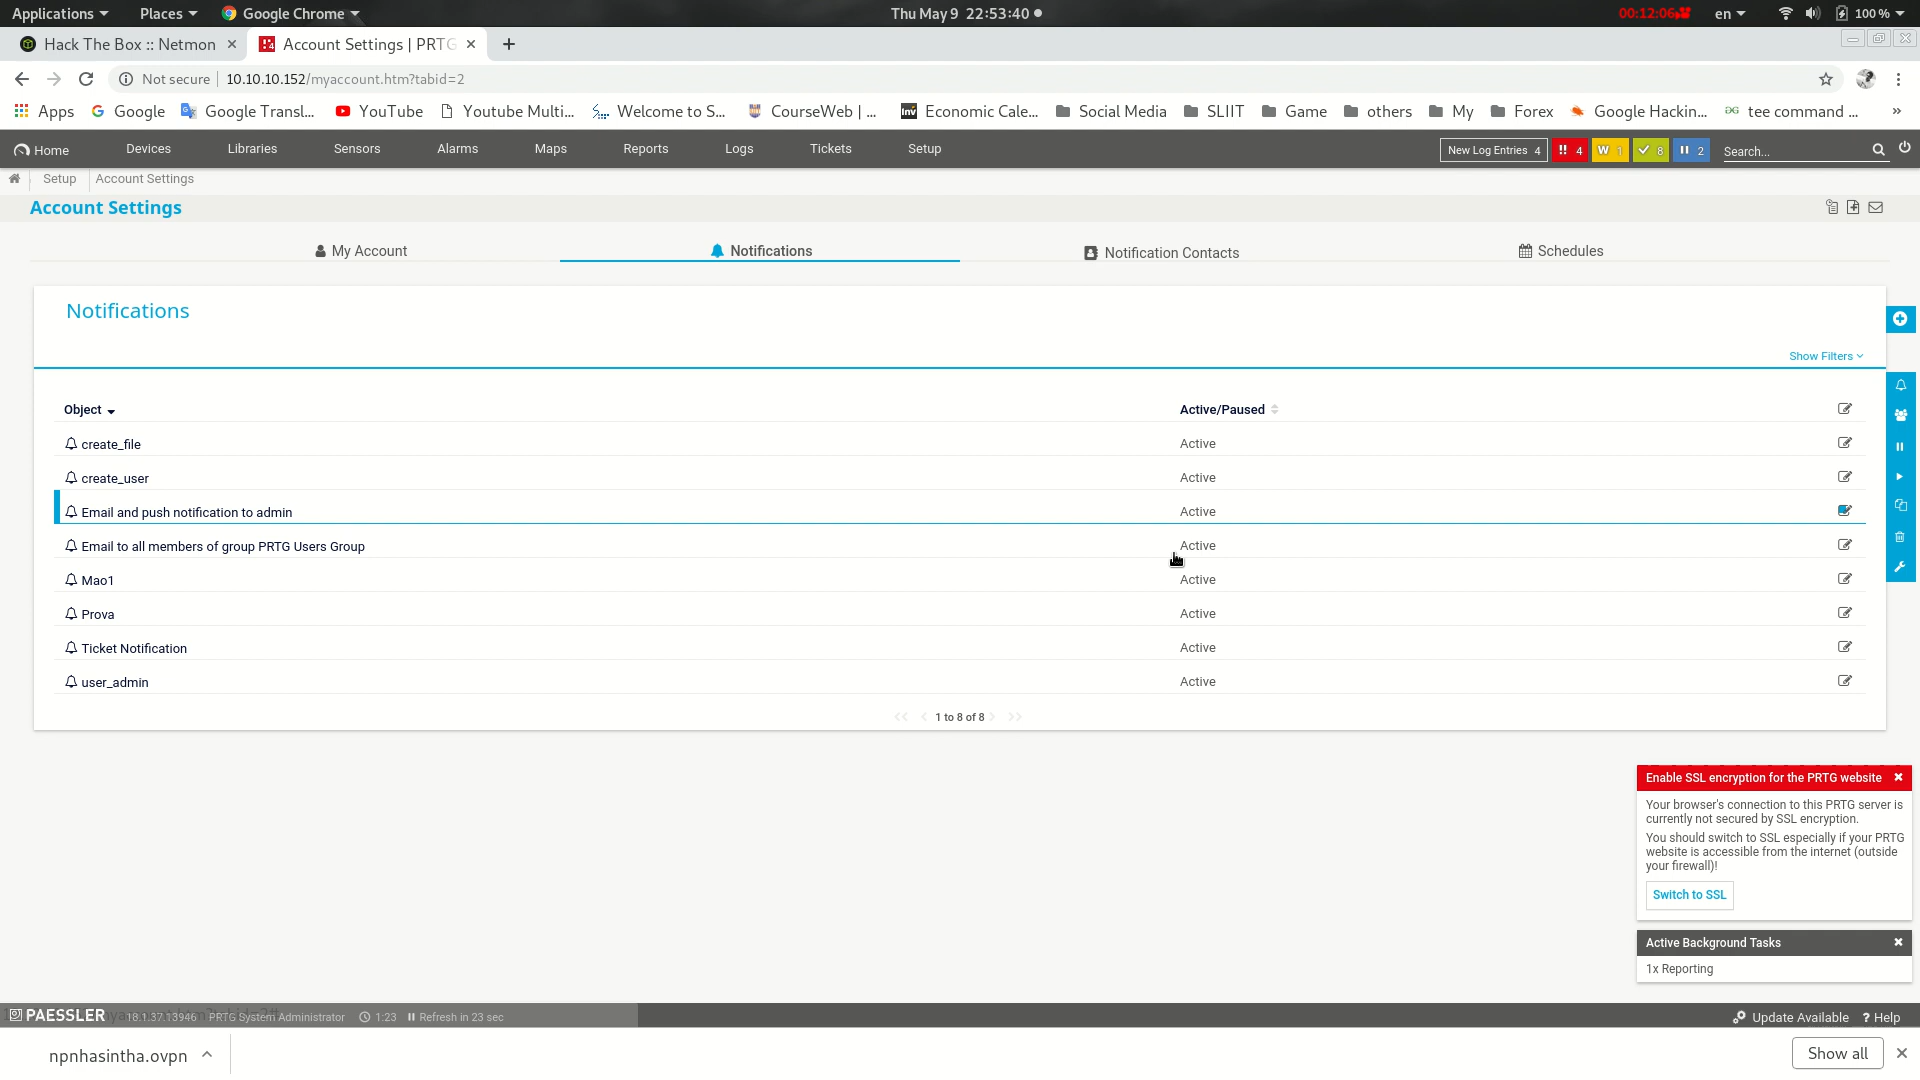 Applications Places Google Chrome Thu May 9 22:53:40 00:12:06 en 100 %
Hack The Box :: Netmon Account Settings | PRTG
Not secure 10.10.10.152/myaccount.htm?tabid=2
Apps Google Google Transl... YouTube Youtube Multi... Welcome to S... CourseWeb | ... Economic Cale... Social Media SLIIT Game others My Forex Google Hackin... tee command ... »
Home Devices Libraries Sensors Alarms Maps Reports Logs Tickets Setup New Log Entries 4 !! 4 W 1 8 2 Search...
Setup Account Settings
Account Settings
My Account Notifications Notification Contacts Schedules
Notifications
Show Filters
Object Active/Paused
create_file Active
create_user Active
Email and push notification to admin Active
Email to all members of group PRTG Users Group Active
Mao1 Active
Prova Active
Ticket Notification Active
user_admin Active
1 to 8 of 8
Enable SSL encryption for the PRTG website
Your browser's connection to this PRTG server is
currently not secured by SSL encryption.
You should switch to SSL especially if your PRTG
website is accessible from the internet (outside
your firewall)!
Switch to SSL
Active Background Tasks
1x Reporting
PAESSLER 18.1.37.13946 PRTG System Administrator 1:23 Refresh in 23 sec Update Available ? Help
npnhasintha.ovpn Show all